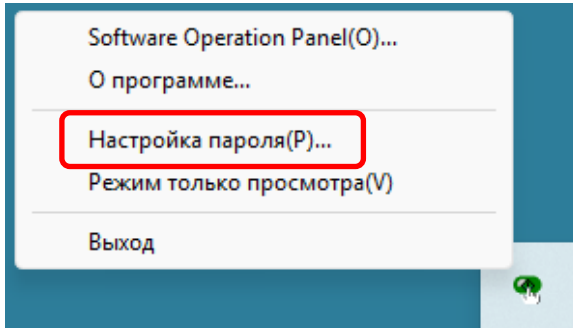 Software Operation Panel(O)...
О программе...
Настройка пароля(P)...
Режим только просмотра(V)
Выход